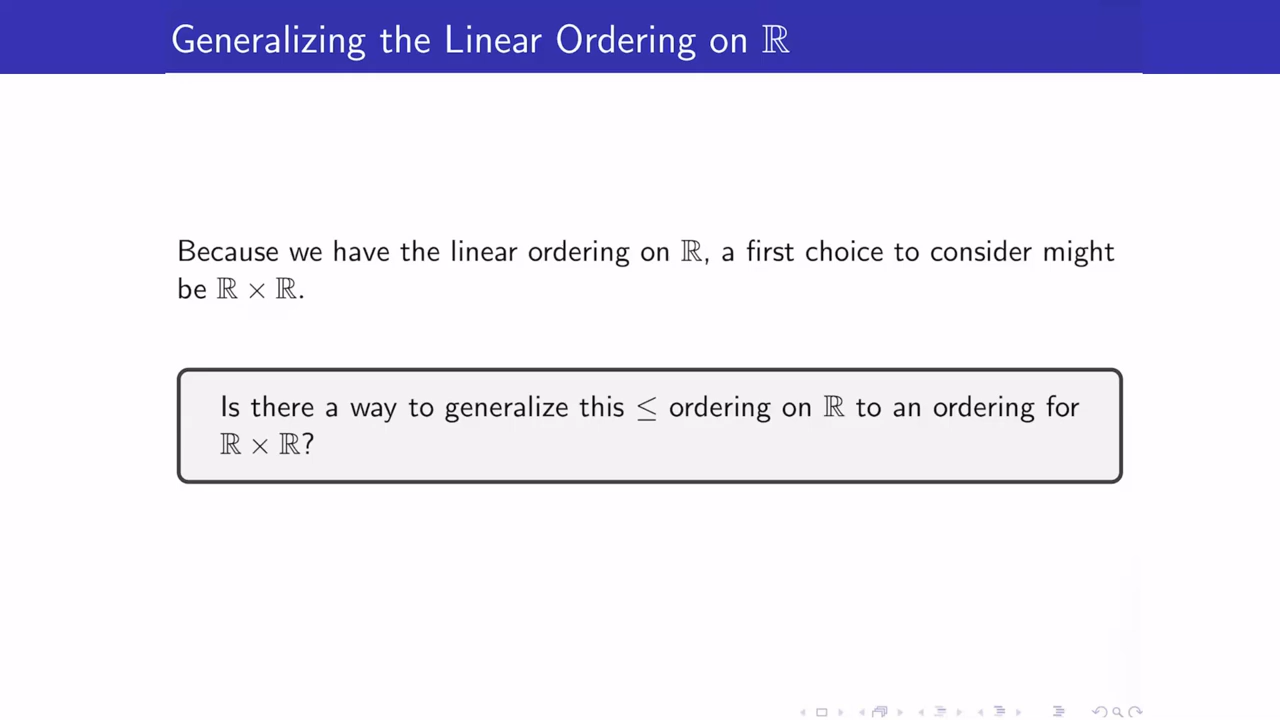 Generalizing the Linear Ordering on ℝ
Because we have the linear ordering on ℝ, a first choice to consider might
be ℝ × ℝ.
Is there a way to generalize this ≤ ordering on ℝ to an ordering for
ℝ × ℝ?